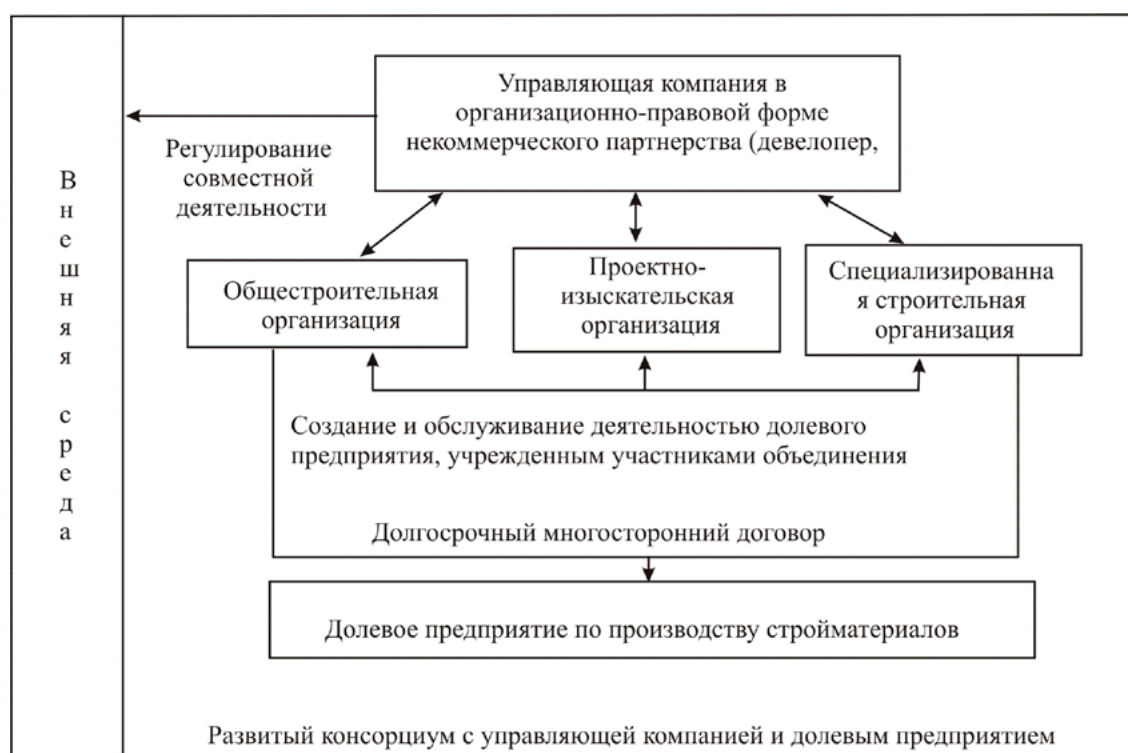 Внешняя среда
Управляющая компания в
организационно-правовой форме
некоммерческого партнерства (девелопер,
Регулирование
совместной
деятельности
Общестроительная
организация
Проектно-
изыскательская
организация
Специализированна
я строительная
организация
Создание и обслуживание деятельностью долевого
предприятия, учрежденным участниками объединения
Долгосрочный многосторонний договор
Долевое предприятие по производству стройматериалов
Развитый консорциум с управляющей компанией и долевым предприятием